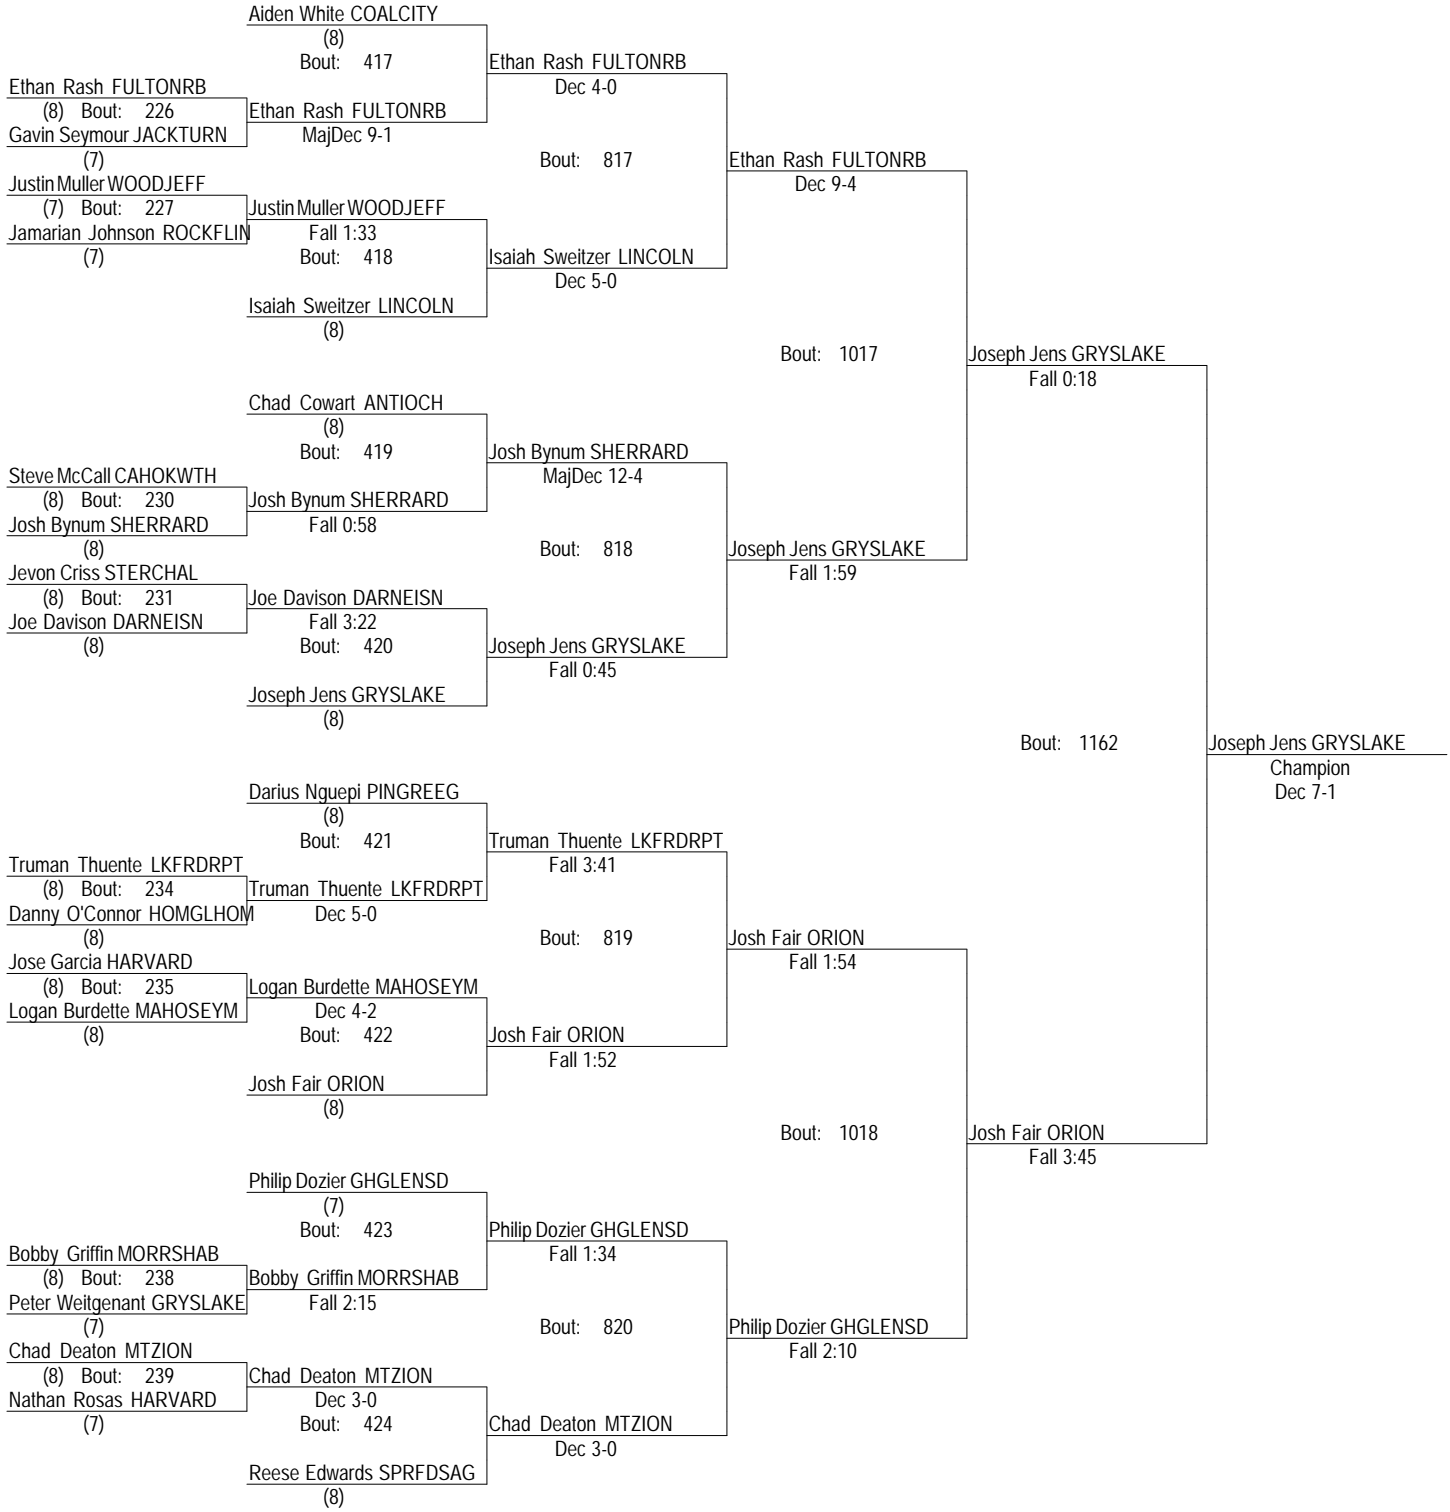 Aiden White COALCITY
(8)
Bout: 417
Ethan Rash FULTONRB
Ethan Rash FULTONRB
Dec 4-0
(8) Bout: 226
Ethan Rash FULTONRB
Gavin Seymour JACKTURN
MajDec 9-1
(7)
Bout: 817
Ethan Rash FULTONRB
Justin Muller WOODJEFF
Dec 9-4
(7) Bout: 227
Justin Muller WOODJEFF
Jamarian Johnson ROCKFLIN
Fall 1:33
(7)
Bout: 418
Isaiah Sweitzer LINCOLN
Dec 5-0
Isaiah Sweitzer LINCOLN
(8)
Bout: 1017
Joseph Jens GRYSLAKE
Fall 0:18
Chad Cowart ANTIOCH
(8)
Bout: 419
Josh Bynum SHERRARD
Steve McCall CAHOKWTH
MajDec 12-4
(8) Bout: 230
Josh Bynum SHERRARD
Josh Bynum SHERRARD
Fall 0:58
(8)
Bout: 818
Joseph Jens GRYSLAKE
Jevon Criss STERCHAL
Fall 1:59
(8) Bout: 231
Joe Davison DARNEISN
Joe Davison DARNEISN
Fall 3:22
(8)
Bout: 420
Joseph Jens GRYSLAKE
Fall 0:45
Joseph Jens GRYSLAKE
(8)
Bout: 1162
Joseph Jens GRYSLAKE
Champion
Dec 7-1
Darius Nguepi PINGREEG
(8)
Bout: 421
Truman Thuente LKFRDRPT
Truman Thuente LKFRDRPT
Fall 3:41
(8) Bout: 234
Truman Thuente LKFRDRPT
Danny O'Connor HOMGLHOM
Dec 5-0
(8)
Bout: 819
Josh Fair ORION
Jose Garcia HARVARD
Fall 1:54
(8) Bout: 235
Logan Burdette MAHOSEYM
Logan Burdette MAHOSEYM
Dec 4-2
(8)
Bout: 422
Josh Fair ORION
Fall 1:52
Josh Fair ORION
(8)
Bout: 1018
Josh Fair ORION
Fall 3:45
Philip Dozier GHGLENSD
(7)
Bout: 423
Philip Dozier GHGLENSD
Bobby Griffin MORRSHAB
Fall 1:34
(8) Bout: 238
Bobby Griffin MORRSHAB
Peter Weitgenant GRYSLAKE
Fall 2:15
(7)
Bout: 820
Philip Dozier GHGLENSD
Chad Deaton MTZION
Fall 2:10
(8) Bout: 239
Chad Deaton MTZION
Nathan Rosas HARVARD
Dec 3-0
(7)
Bout: 424
Chad Deaton MTZION
Dec 3-0
Reese Edwards SPRFDSAG
(8)